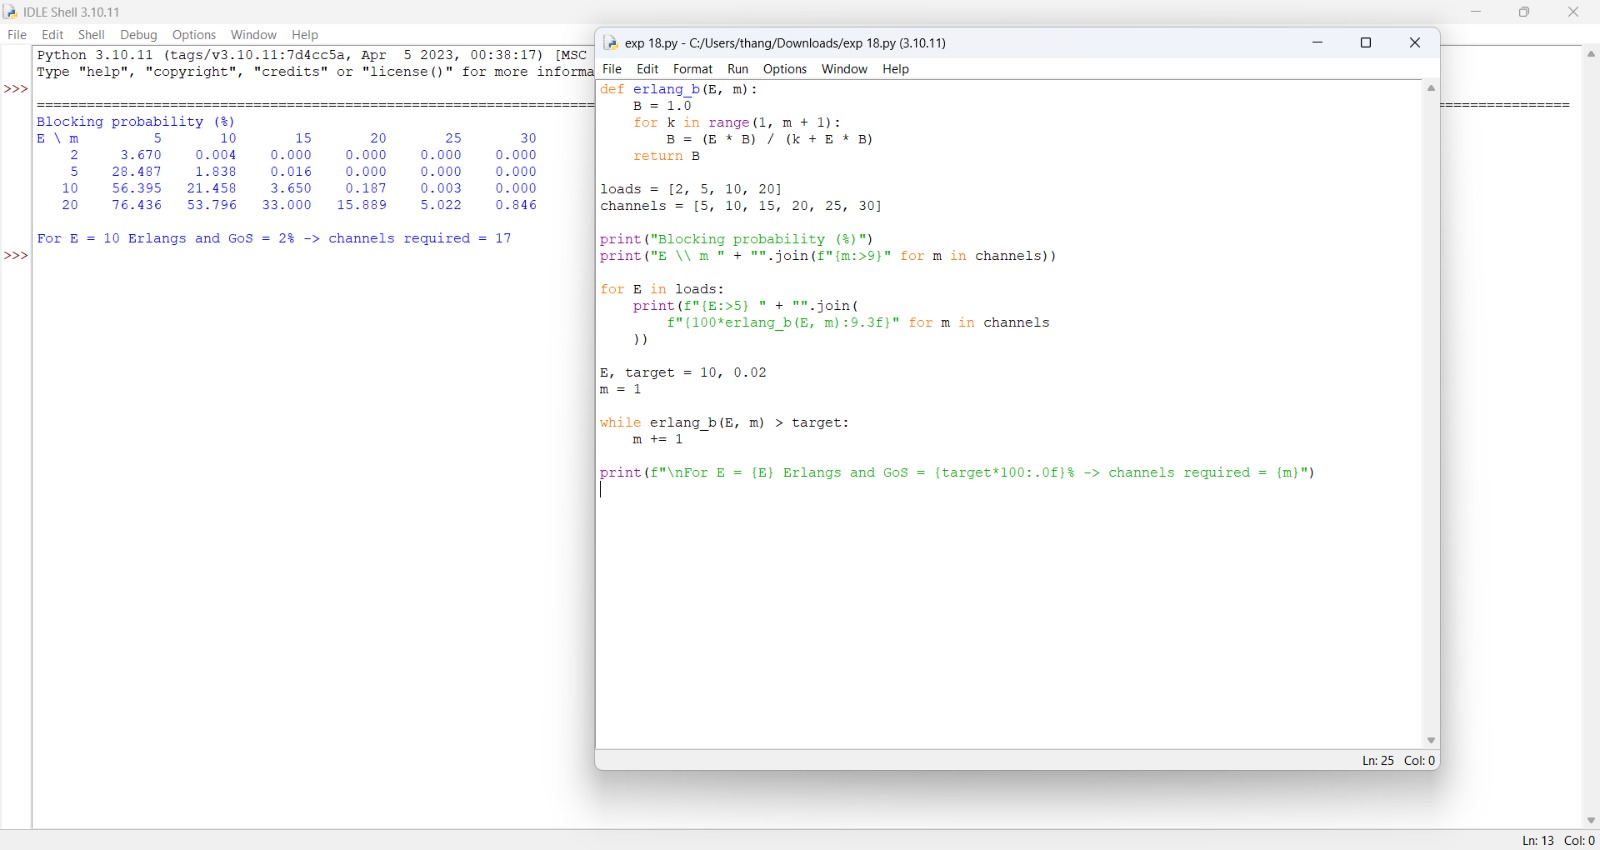 IDLE Shell 3.10.11
File Edit Shell Debug Options Window Help
Python 3.10.11 (tags/v3.10.11:7d4cc5a, Apr  5 2023, 00:38:17) [MSC
Type "help", "copyright", "credits" or "license()" for more informa
>>>
================================================================
Blocking probability (%)
E \ m         5       10       15       20       25       30
    2     3.670    0.004    0.000    0.000    0.000    0.000
    5    28.487    1.838    0.016    0.000    0.000    0.000
   10    56.395   21.458    3.650    0.187    0.003    0.000
   20    76.436   53.796   33.000   15.889    5.022    0.846
For E = 10 Erlangs and GoS = 2% -> channels required = 17
>>>
exp 18.py - C:/Users/thang/Downloads/exp 18.py (3.10.11)
File Edit Format Run Options Window Help
def erlang_b(E, m):
    B = 1.0
    for k in range(1, m + 1):
        B = (E * B) / (k + E * B)
    return B
loads = [2, 5, 10, 20]
channels = [5, 10, 15, 20, 25, 30]
print("Blocking probability (%)")
print("E \\ m " + "".join(f"{m:>9}" for m in channels))
for E in loads:
    print(f"{E:>5} " + "".join(
        f"{100*erlang_b(E, m):9.3f}" for m in channels
    ))
E, target = 10, 0.02
m = 1
while erlang_b(E, m) > target:
    m += 1
print(f"\nFor E = {E} Erlangs and GoS = {target*100:.0f}% -> channels required = {m}")
Ln: 25 Col: 0
Ln: 13 Col: 0